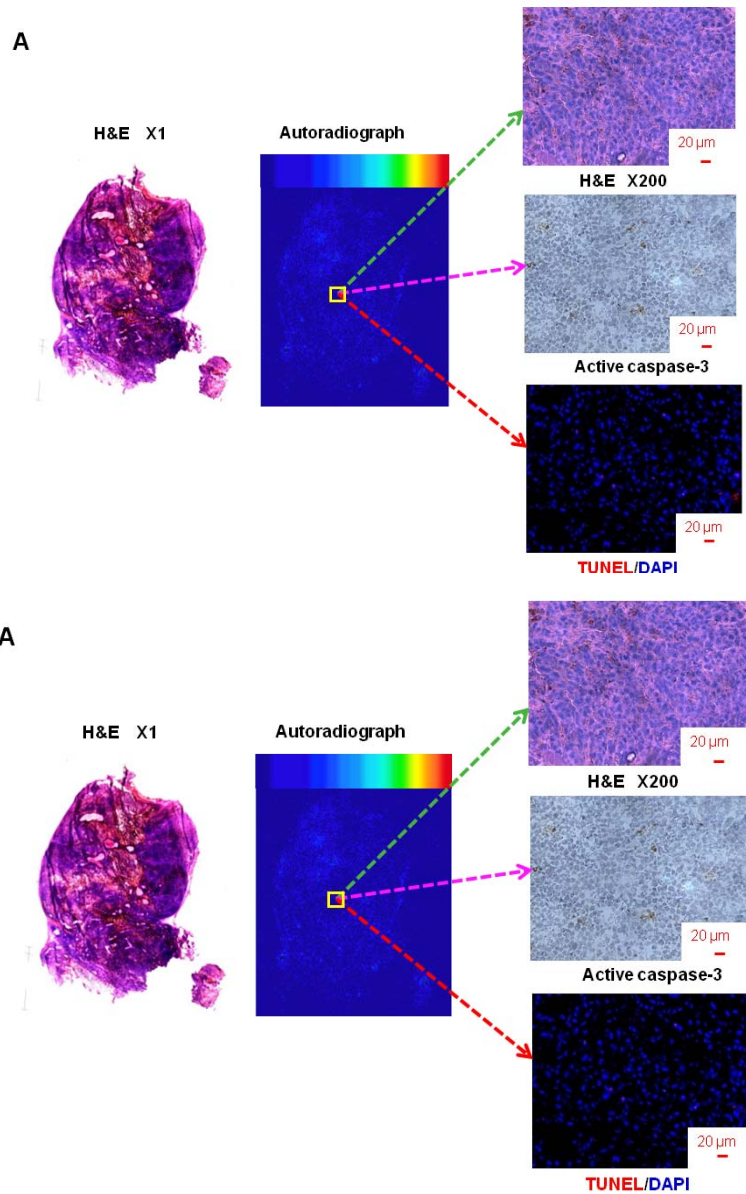 A
H&E X1
Autoradiograph
20 µm
H&E X200
20 µm
Active caspase-3
20 µm
TUNEL/DAPI
A
H&E X1
Autoradiograph
20 µm
H&E X200
20 µm
Active caspase-3
20 µm
TUNEL/DAPI